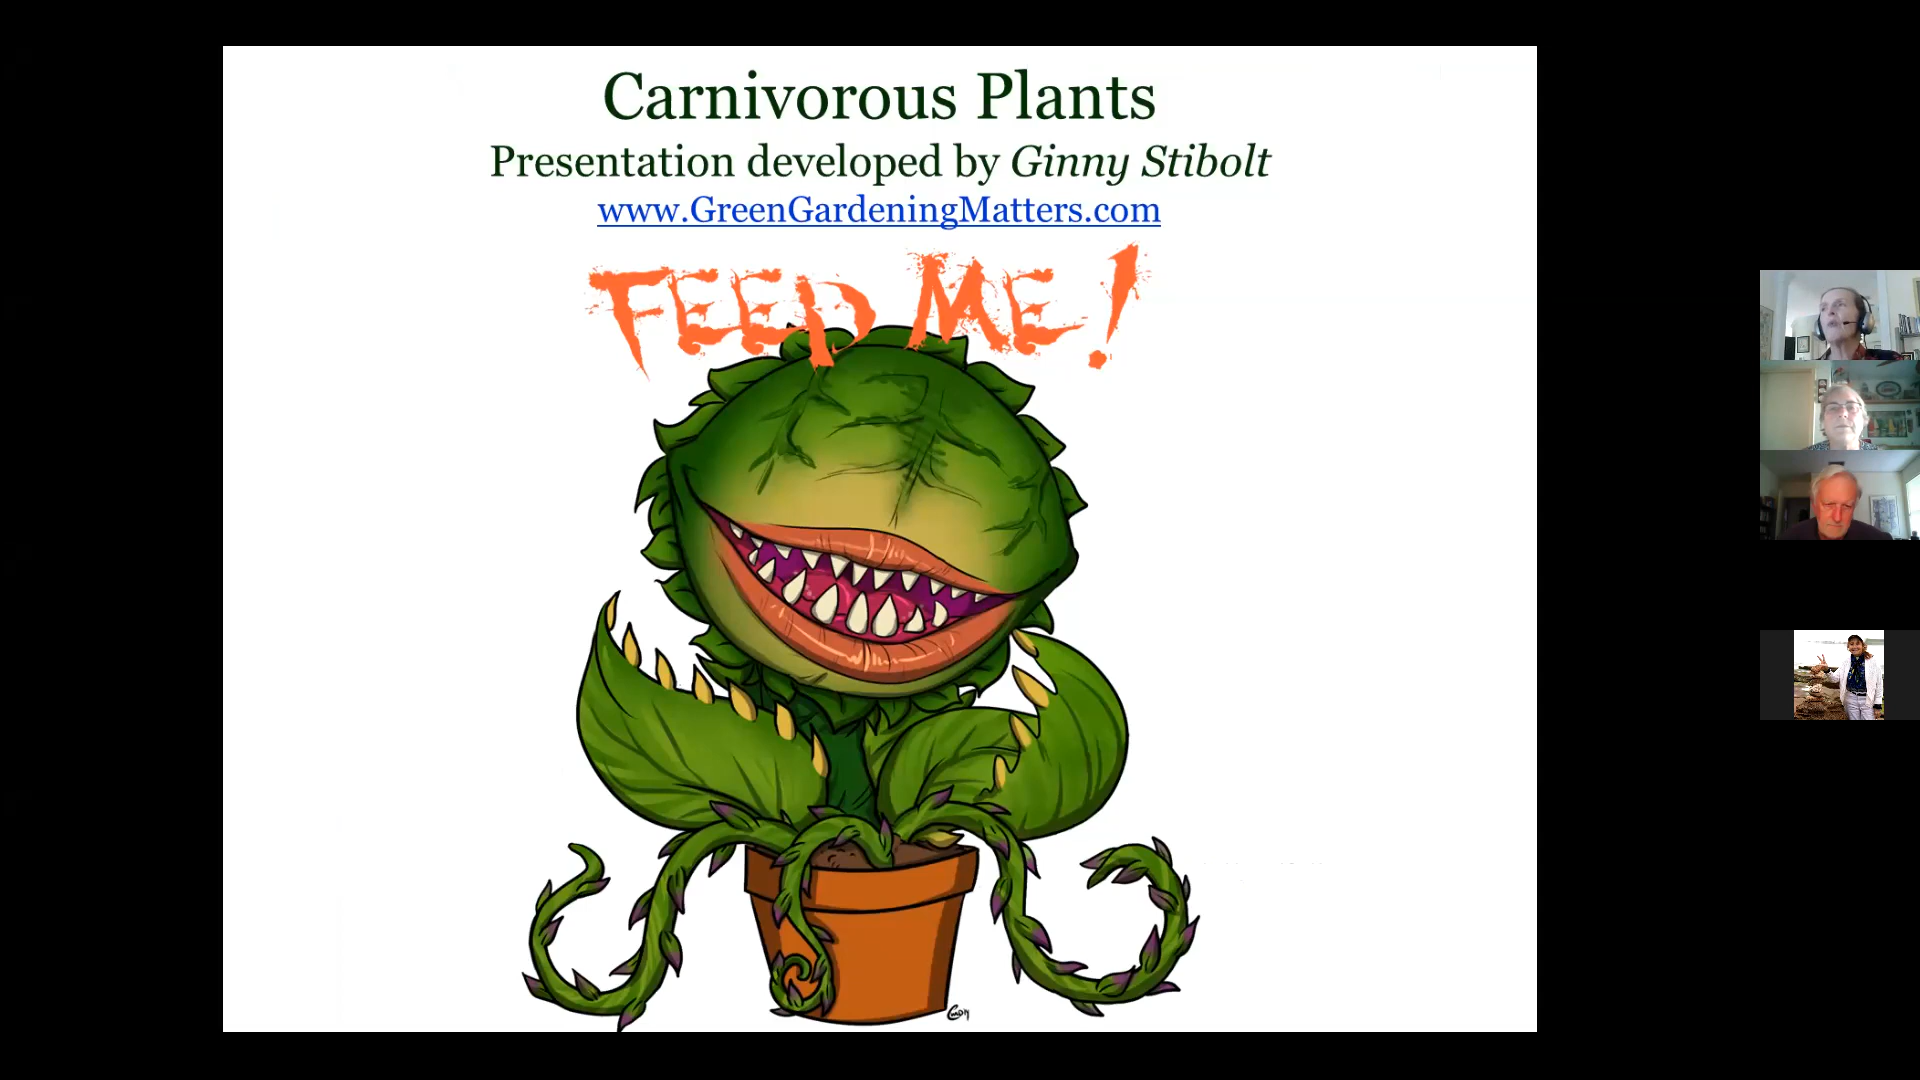 Carnivorous Plants
Presentation developed by Ginny Stibolt
www.GreenGardeningMatters.com
FEED ME!